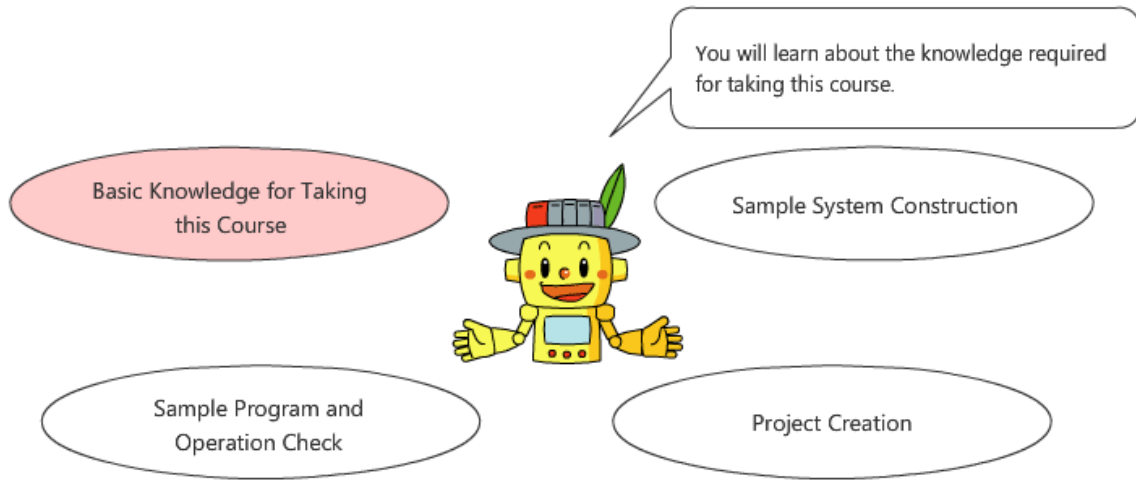 You will learn about the knowledge required
for taking this course.
Basic Knowledge for Taking
this Course
Sample System Construction
Sample Program and
Operation Check
Project Creation